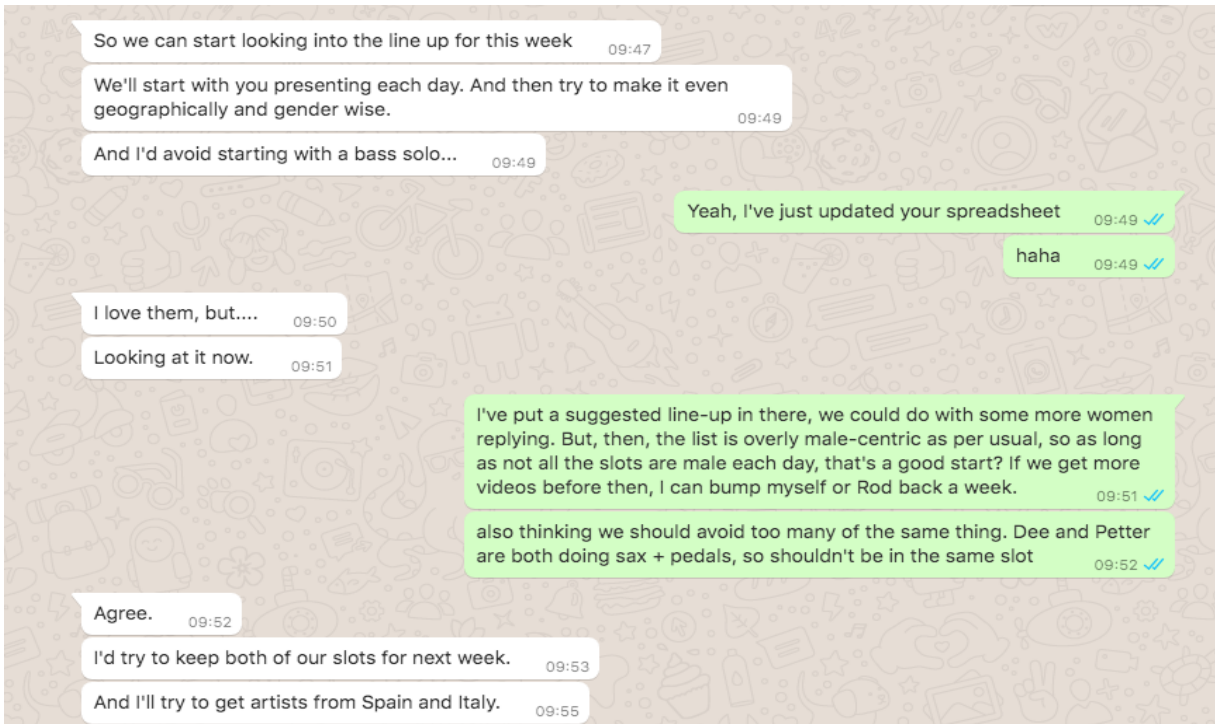 So we can start looking into the line up for this week 09:47
We'll start with you presenting each day. And then try to make it even
geographically and gender wise. 09:49
And I'd avoid starting with a bass solo... 09:49
Yeah, I've just updated your spreadsheet 09:49
haha 09:49
I love them, but.... 09:50
Looking at it now. 09:51
I've put a suggested line-up in there, we could do with some more women
replying. But, then, the list is overly male-centric as per usual, so as long
as not all the slots are male each day, that's a good start? If we get more
videos before then, I can bump myself or Rod back a week. 09:51
also thinking we should avoid too many of the same thing. Dee and Petter
are both doing sax + pedals, so shouldn't be in the same slot 09:52
Agree. 09:52
I'd try to keep both of our slots for next week. 09:53
And I'll try to get artists from Spain and Italy. 09:55